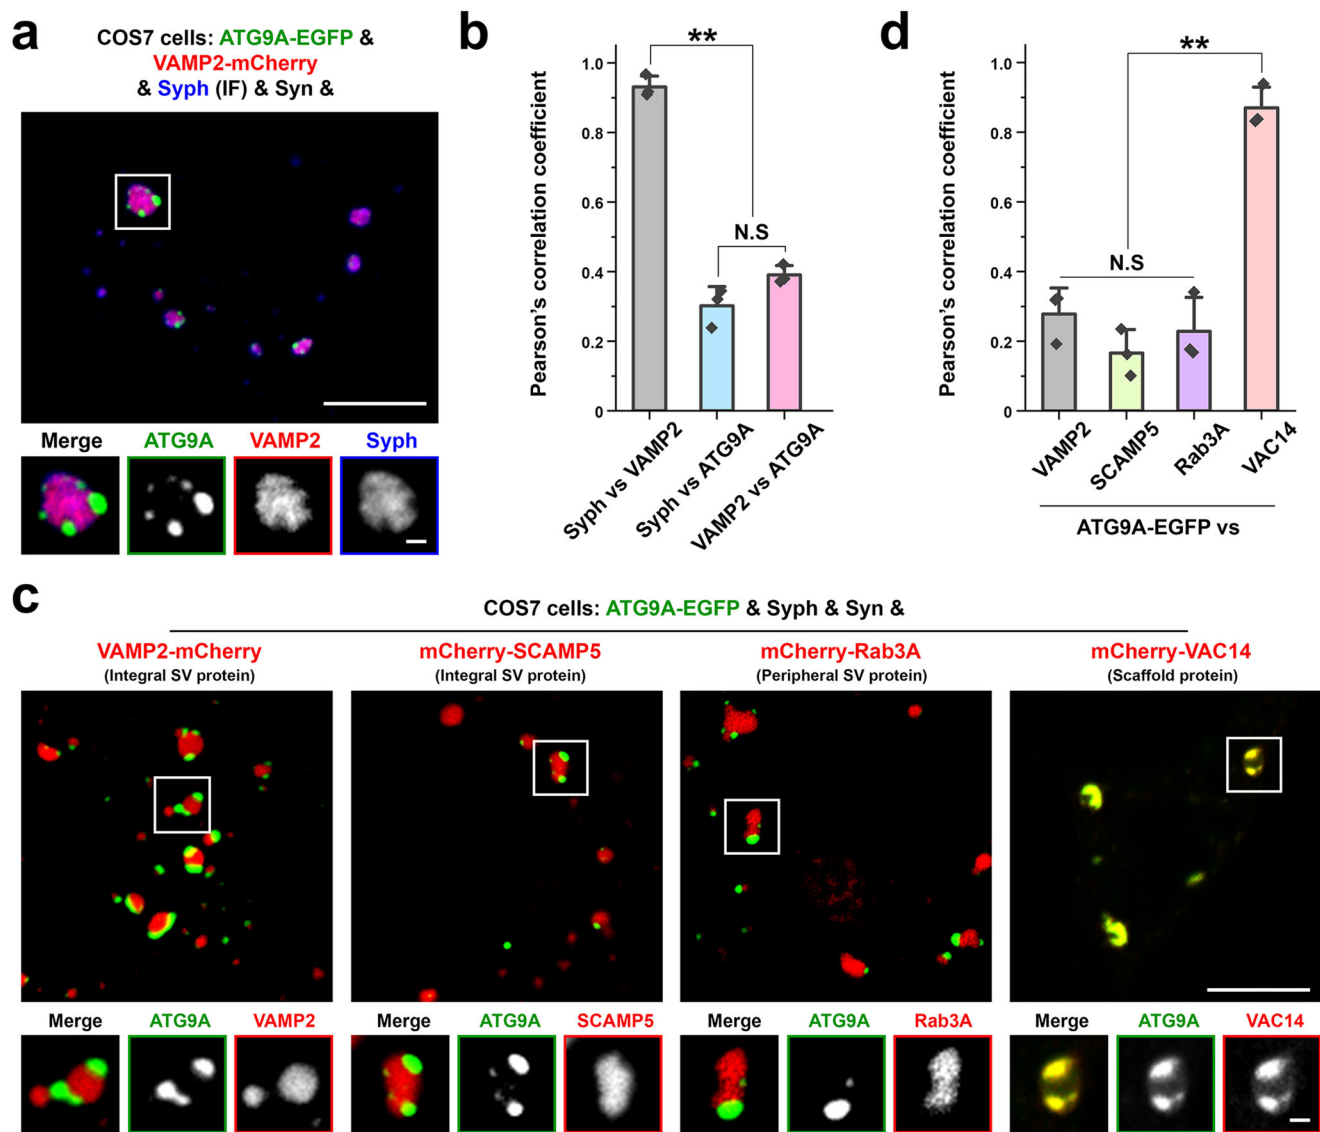 a
COS7 cells: ATG9A-EGFP &
VAMP2-mCherry
& Syph (IF) & Syn &
Merge ATG9A VAMP2 Syph
b
Pearson's correlation coefficient
1.0
0.8
0.6
0.4
0.2
0
**
N.S
Syph vs VAMP2
Syph vs ATG9A
VAMP2 vs ATG9A
d
Pearson's correlation coefficient
1.0
0.8
0.6
0.4
0.2
0
**
N.S
VAMP2
SCAMP5
Rab3A
VAC14
ATG9A-EGFP vs
c
COS7 cells: ATG9A-EGFP & Syph & Syn &
VAMP2-mCherry
(Integral SV protein)
mCherry-SCAMP5
(Integral SV protein)
mCherry-Rab3A
(Peripheral SV protein)
mCherry-VAC14
(Scaffold protein)
Merge ATG9A VAMP2
Merge ATG9A SCAMP5
Merge ATG9A Rab3A
Merge ATG9A VAC14